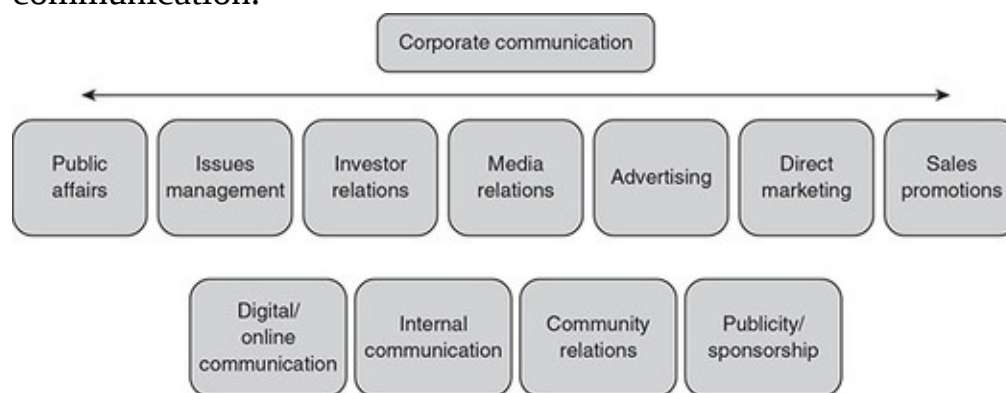 communication.
Corporate communication
Public
affairs
Issues
management
Investor
relations
Media
relations
Advertising
Direct
marketing
Sales
promotions
Digital/
online
communication
Internal
communication
Community
relations
Publicity/
sponsorship